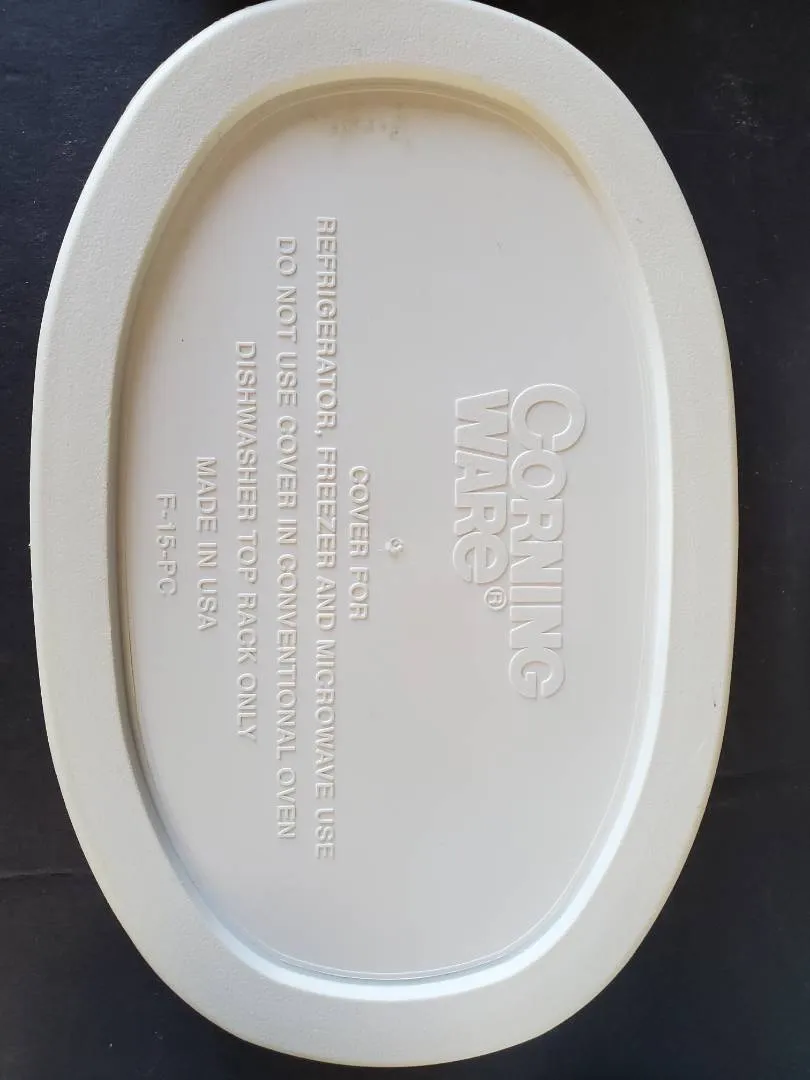 CORNING
WARe®
COVER FOR
REFRIGERATOR, FREEZER AND MICROWAVE USE
DO NOT USE COVER IN CONVENTIONAL OVEN
DISHWASHER TOP RACK ONLY
MADE IN USA
F-15-PC